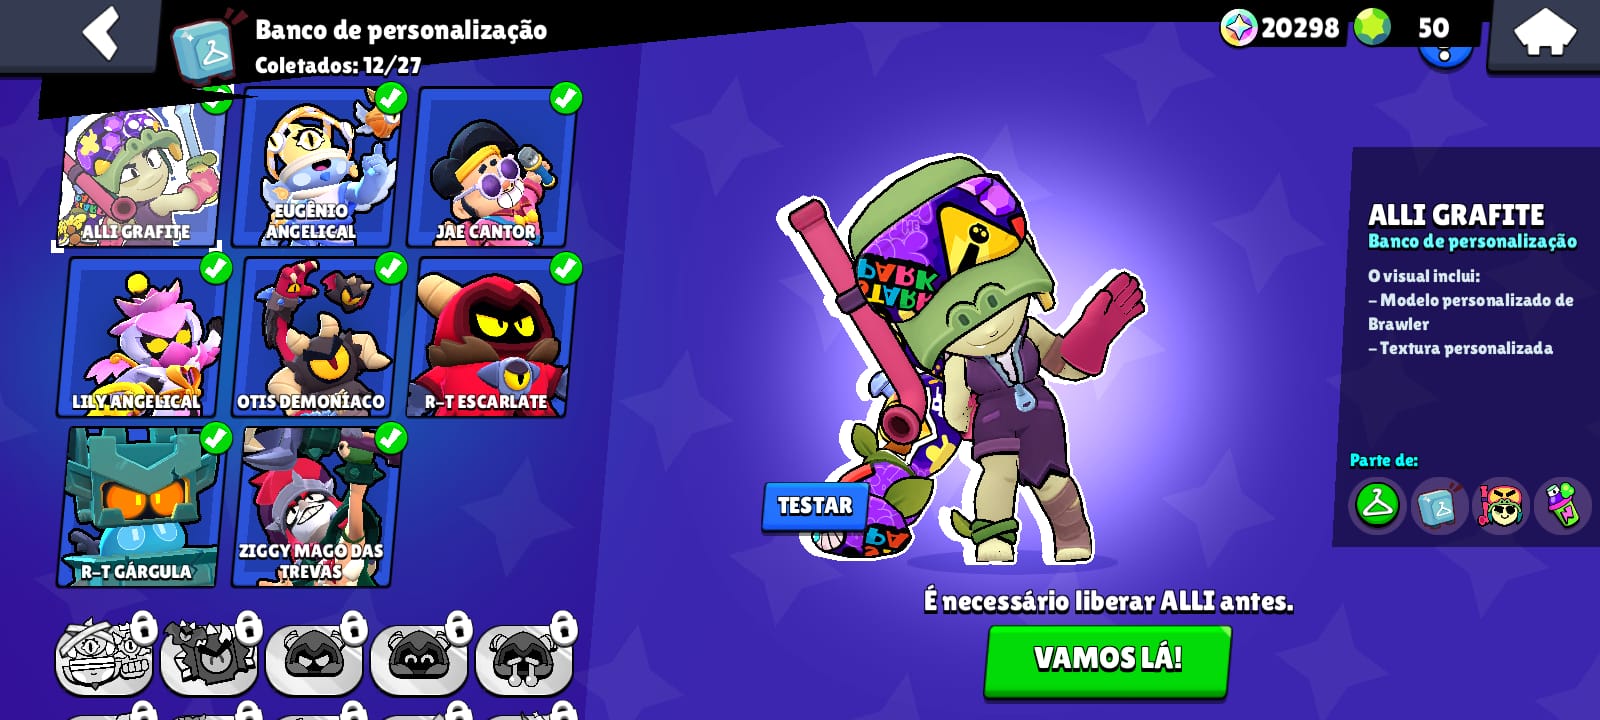 Banco de personalização
Coletados: 12/27
20298
50
ALLI GRAFITE
EUGÊNIO
ANGELICAL
JAE CANTOR
LILY ANGELICAL
OTIS DEMONÍACO
R-T ESCARLATE
R-T GÁRGULA
ZIGGY MAGO DAS
TREVAS
PARK
STARR
TESTAR
É necessário liberar ALLI antes.
VAMOS LÁ!
ALLI GRAFITE
Banco de personalização
O visual inclui:
- Modelo personalizado de
Brawler
- Textura personalizada
Parte de: